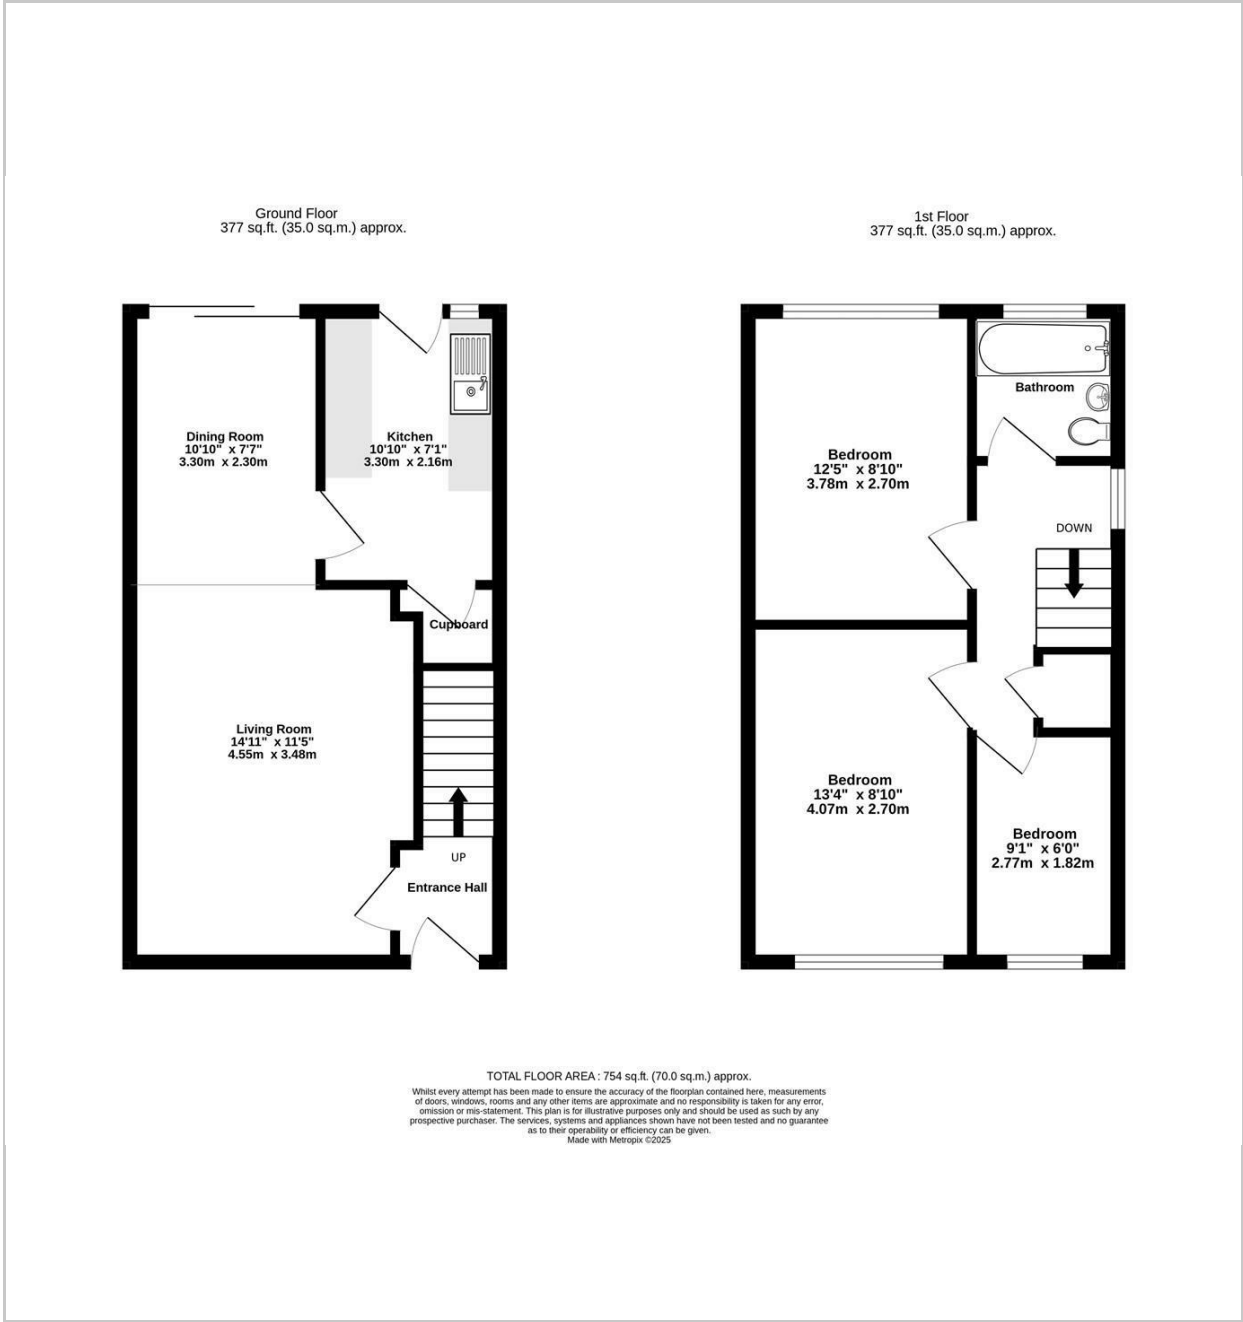 Ground Floor
377 sq.ft. (35.0 sq.m.) approx.
1st Floor
377 sq.ft. (35.0 sq.m.) approx.
Dining Room
10'10" x 7'7"
3.30m x 2.30m
Kitchen
10'10" x 7'1"
3.30m x 2.16m
Cupboard
Living Room
14'11" x 11'5"
4.55m x 3.48m
UP
Entrance Hall
Bathroom
Bedroom
12'5" x 8'10"
3.78m x 2.70m
DOWN
Bedroom
13'4" x 8'10"
4.07m x 2.70m
Bedroom
9'1" x 6'0"
2.77m x 1.82m
TOTAL FLOOR AREA : 754 sq.ft. (70.0 sq.m.) approx.
Whilst every attempt has been made to ensure the accuracy of the floorplan contained here, measurements
of doors, windows, rooms and any other items are approximate and no responsibility is taken for any error,
omission or mis-statement. This plan is for illustrative purposes only and should be used as such by any
prospective purchaser. The services, systems and appliances shown have not been tested and no guarantee
as to their operability or efficiency can be given.
Made with Metropix ©2025